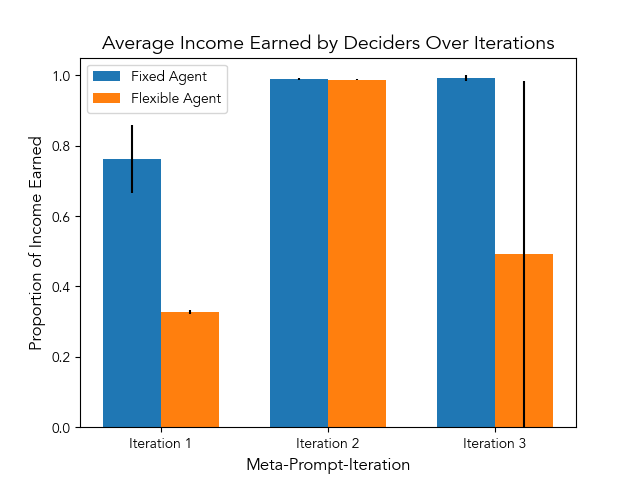 Average Income Earned by Deciders Over Iterations
Fixed Agent
Flexible Agent
Proportion of Income Earned
1.0
0.8
0.6
0.4
0.2
0.0
Iteration 1
Iteration 2
Iteration 3
Meta-Prompt-Iteration